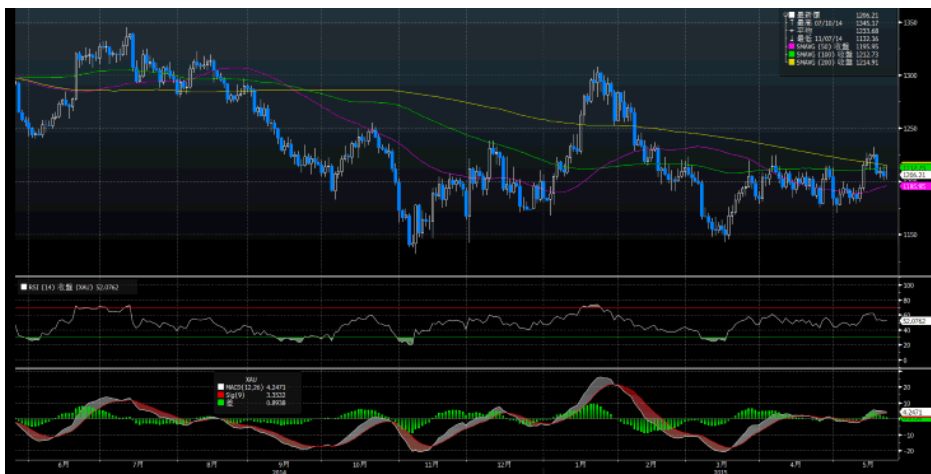 最新價 1206.21
最高 07/10/14 1345.17
平均 1233.68
最低 11/07/14 1132.16
SMAVG (50) 收盤 1195.95
SMAVG (100) 收盤 1212.73
SMAVG (200) 收盤 1214.91
1350
1300
1250
1206.21
1200
1195.95
1150
RSI (14) 收盤 (XAU) 52.0762
100
80
60
52.0762
40
20
0
XAU
MACD(12,26) 4.2471
Sig(9) 3.3532
差 0.8938
20
10
4.2471
-10
-20
6月 7月 8月 9月 10月 11月 12月 1月 2月 3月 4月 5月
2014 2015